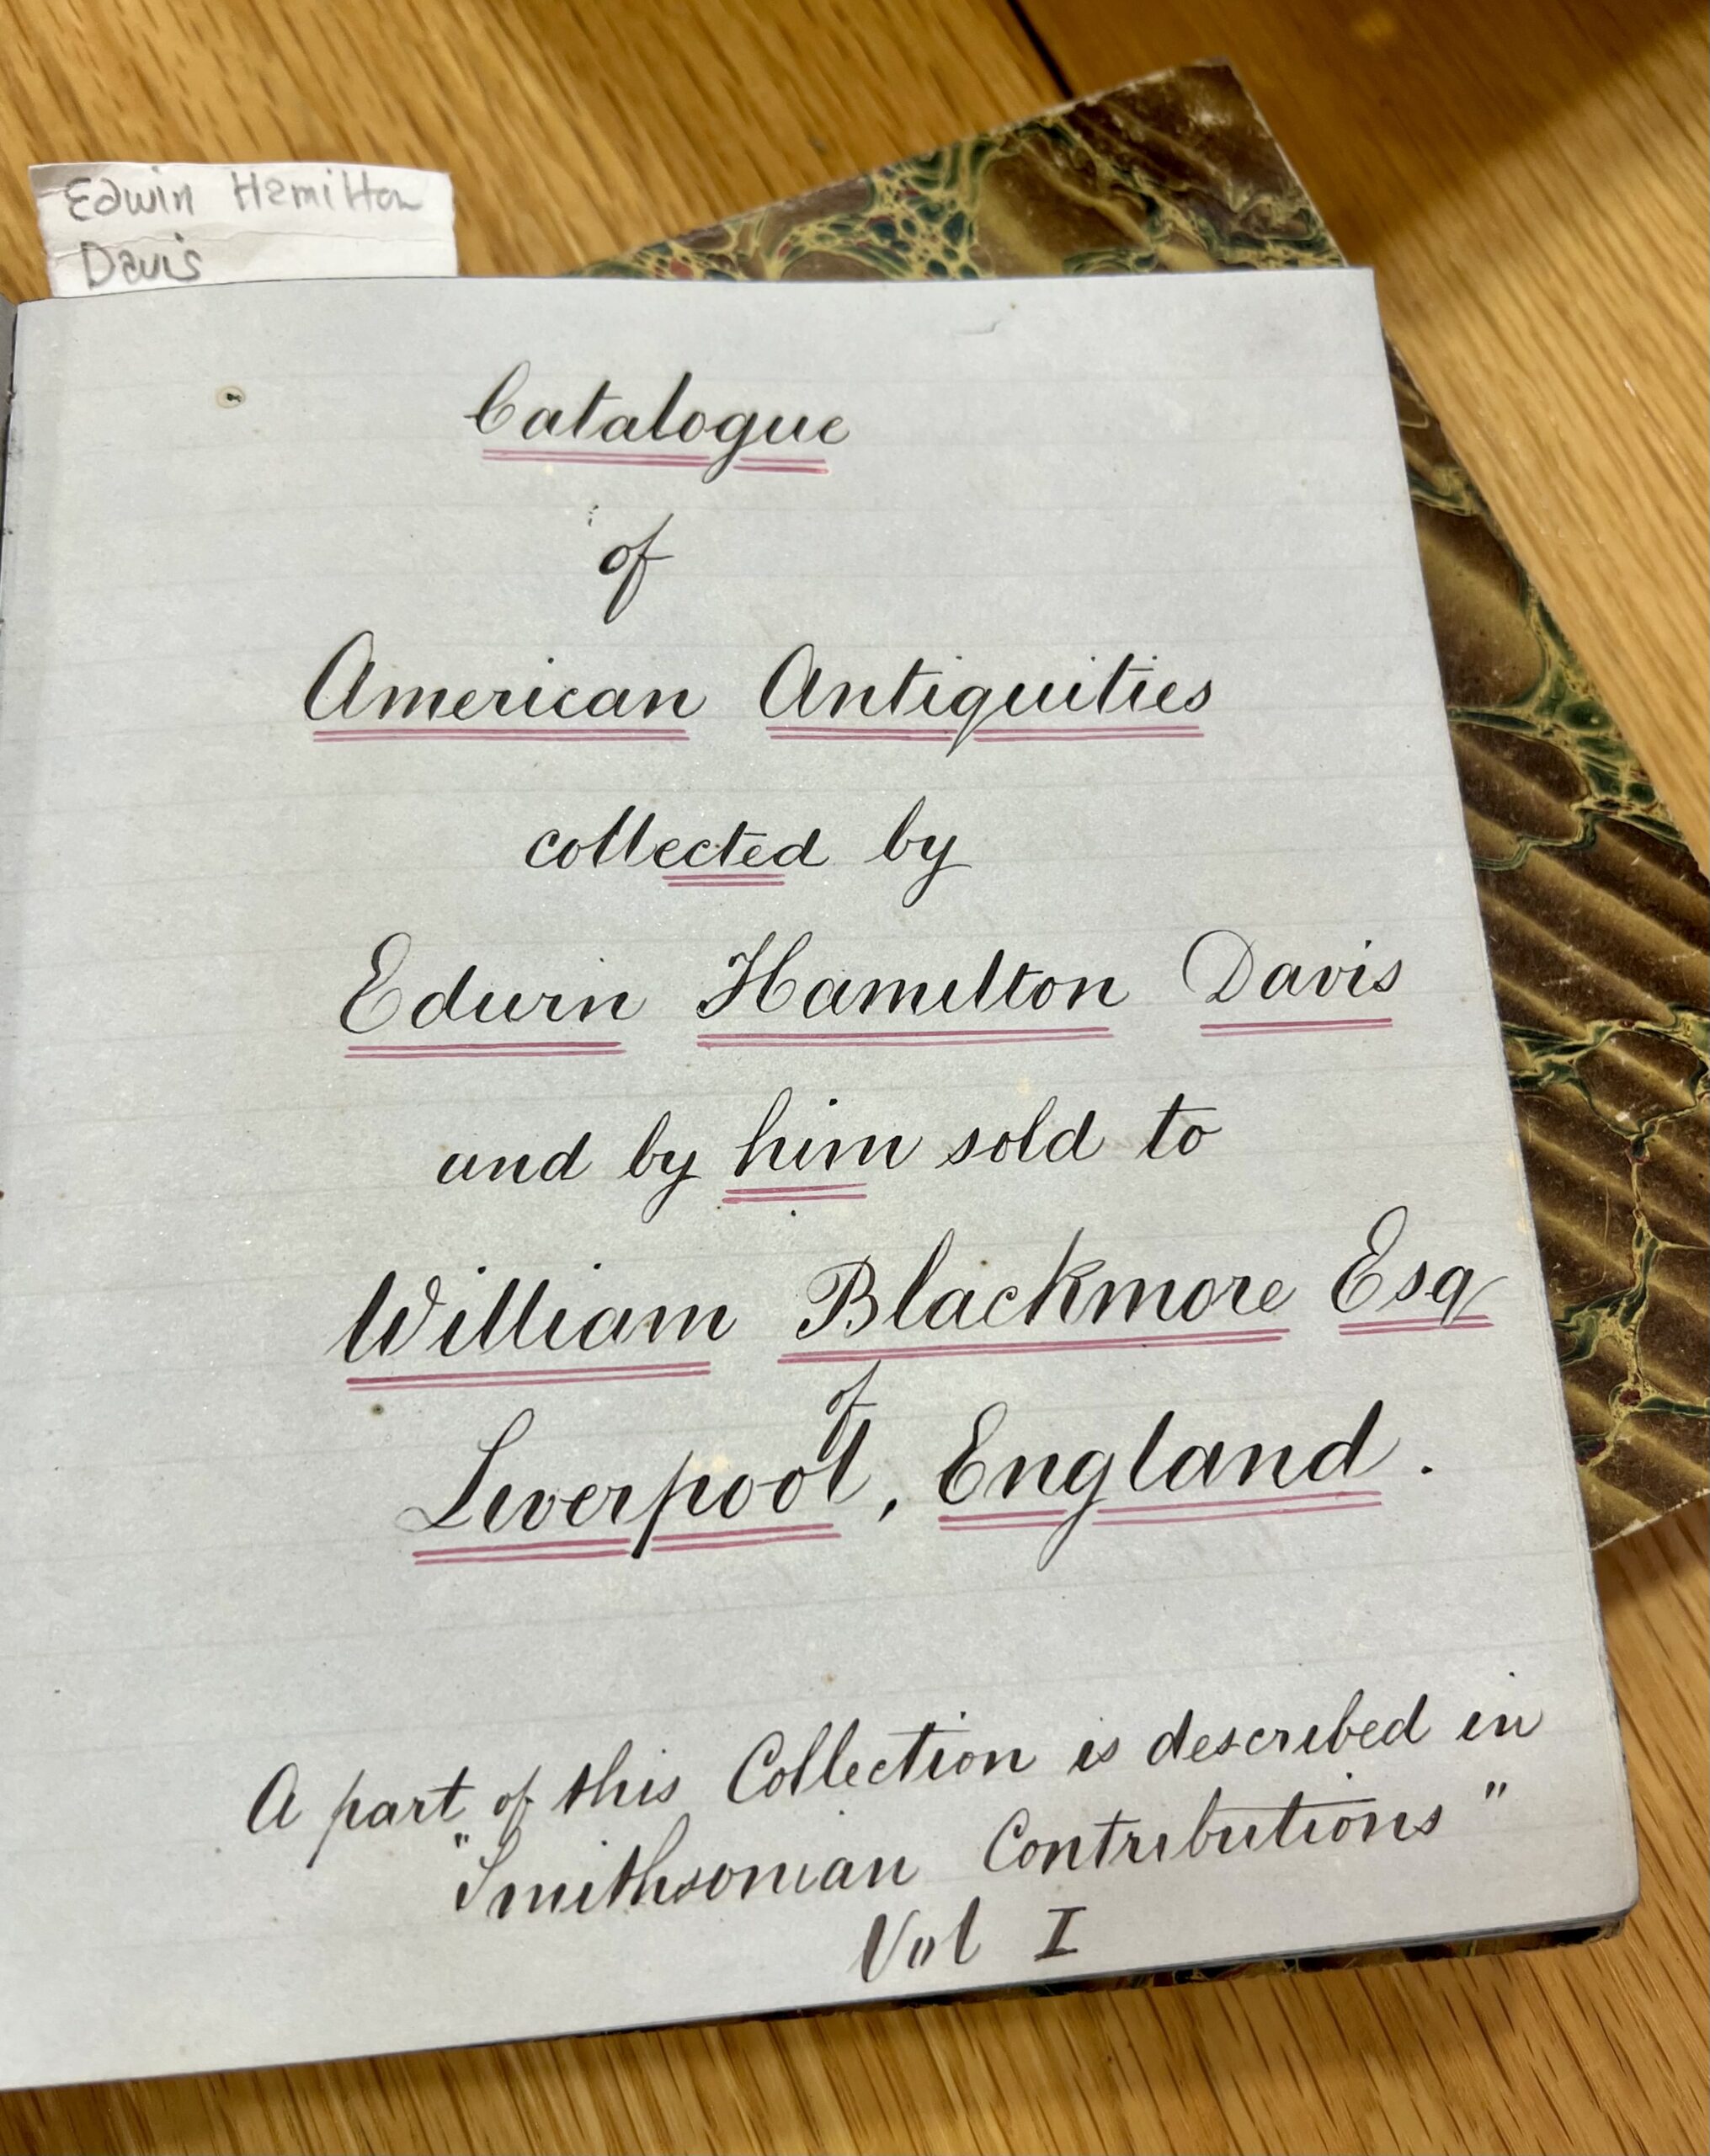 Edwin Hamilton
Davis
Catalogue
of
American Antiquities
collected by
Edwin Hamilton Davis
and by him sold to
William Blackmore Esq
of
Liverpool, England.
A part of this Collection is described in
"Smithsonian Contributions"
Vol I